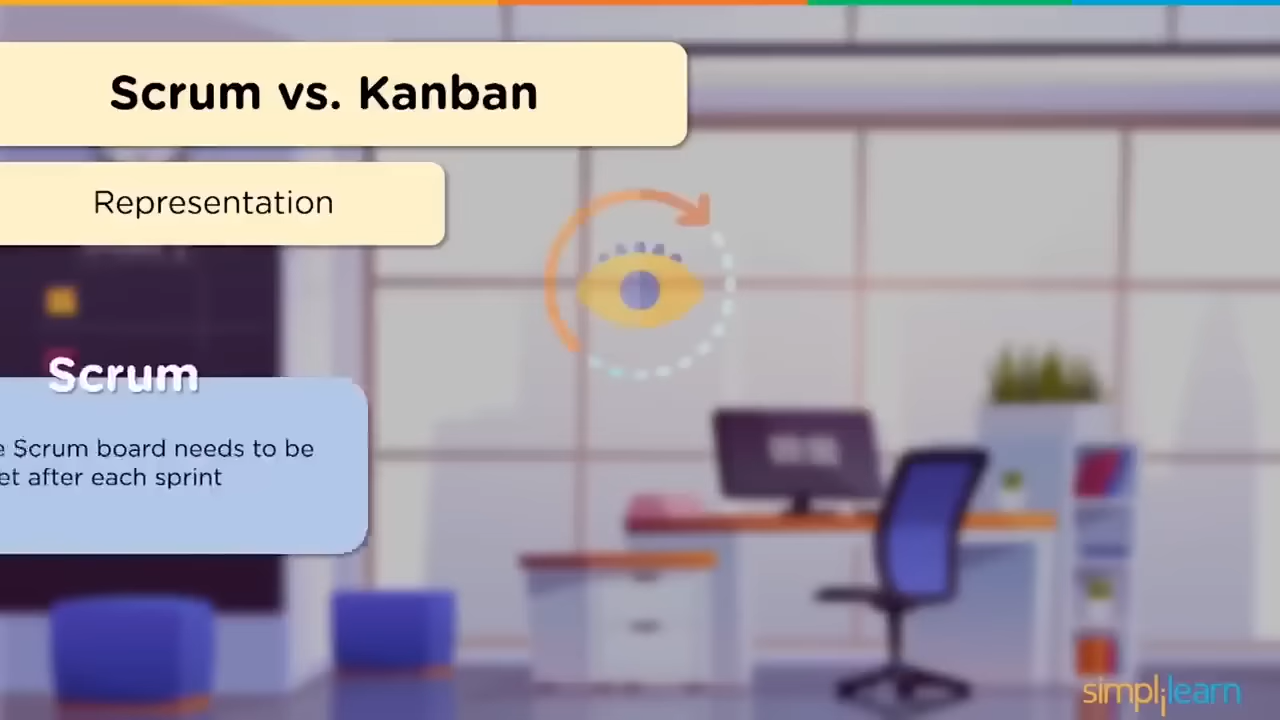 Scrum vs. Kanban
Representation
Scrum
e Scrum board needs to be
et after each sprint
simplilearn